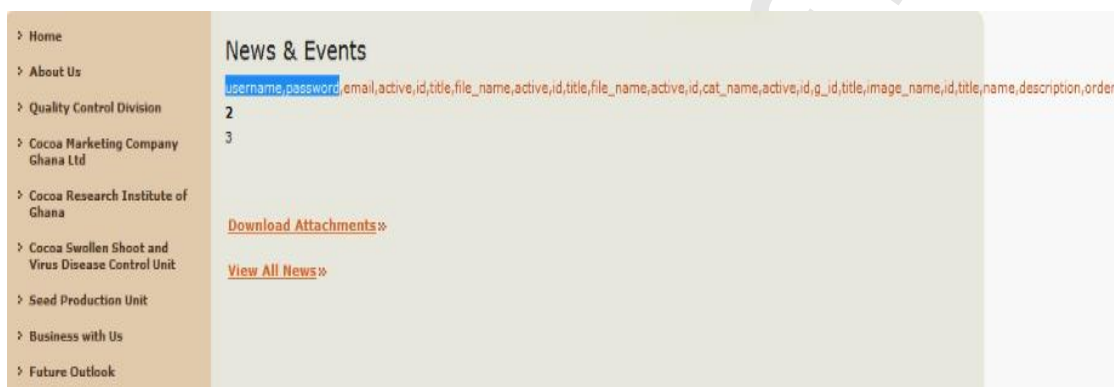 Home
About Us
Quality Control Division
Cocoa Marketing Company
Ghana Ltd
Cocoa Research Institute of
Ghana
Cocoa Swollen Shoot and
Virus Disease Control Unit
Seed Production Unit
Business with Us
Future Outlook
News & Events
username,password,email,active,id,title,file_name,active,id,title,file_name,active,id,cat_name,active,id,g_id,title,image_name,id,title,name,description,order
2
3
Download Attachments»
View All News»